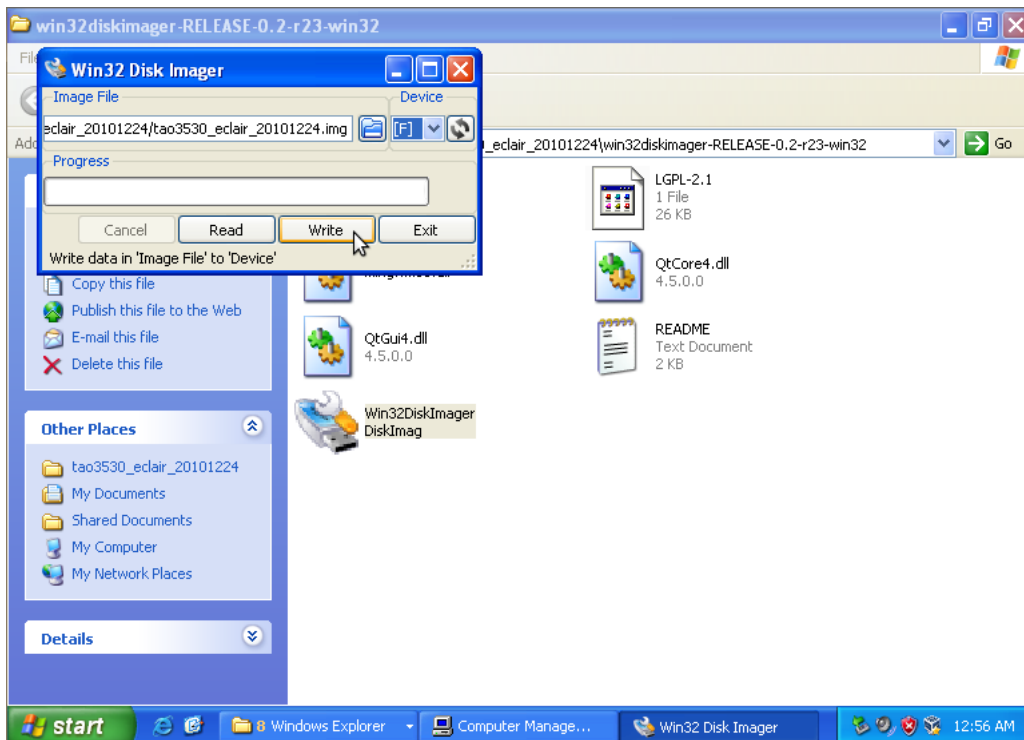 win32diskimager-RELEASE-0.2-r23-win32
Win32 Disk Imager
Image File
Device
eclair_20101224/tao3530_eclair_20101224.img
[F]
_eclair_20101224\win32diskimager-RELEASE-0.2-r23-win32
Go
Progress
Cancel
Read
Write
Exit
Write data in 'Image File' to 'Device'
Copy this file
Publish this file to the Web
E-mail this file
Delete this file
Other Places
tao3530_eclair_20101224
My Documents
Shared Documents
My Computer
My Network Places
Details
LGPL-2.1
1 File
26 KB
QtCore4.dll
4.5.0.0
QtGui4.dll
4.5.0.0
README
Text Document
2 KB
Win32DiskImager
DiskImag
start
8 Windows Explorer
Computer Manage...
Win32 Disk Imager
12:56 AM